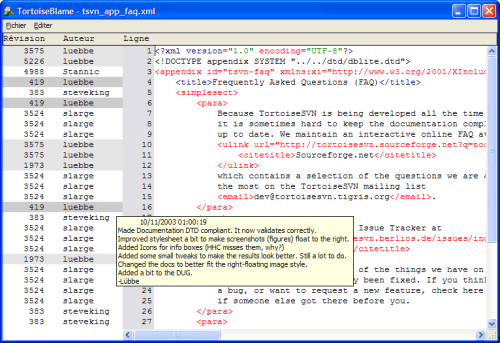 TortoiseBlame - tsvn_app_faq.xml
Fichier Editer
Révision Auteur Ligne
3575 luebbe 1 <?xml version="1.0" encoding="UTF-8"?>
5226 luebbe 2 <!DOCTYPE appendix SYSTEM "../../dtd/dblite.dtd">
4988 Stannic 3 <appendix id="tsvn-faq" xmlns:xi="http://www.w3.org/2001/XInclu
419 luebbe 4 <title>Frequently Asked Questions (FAQ)</title>
383 steveking 5 <simplesect>
419 luebbe 6 <para>
3524 slarge 7 Because TortoiseSVN is being developed all the time
3524 slarge 8 it is sometimes hard to keep the documentation compl
3524 slarge 9 up to date. We maintain an interactive online FAQ a
3575 luebbe 10 <ulink url="http://tortoisesvn.sourceforge.net?q=noc
3575 luebbe 11 <citetitle>Sourceforge.net</citetitle>
1973 luebbe 12 </ulink>
3524 slarge 13 which contains a selection of the questions we are a
3524 slarge 14 the most on the TortoiseSVN mailing list
3524 slarge 15 <email>dev@tortoisesvn.tigris.org</email>.
419 luebbe 16 </para>
383 steveking
3524 slarge Issue Tracker at
3524 slarge svn.berlios.de/issues/in
3524 slarge </citetitle>
1973 luebbe
3524 slarge of the things we have on
3524 slarge y been fixed. If you thin
3524 slarge 24 a bug, or want to request a new feature, check here
3524 slarge 25 if someone else got there before you.
383 steveking 26 </para>
383 steveking 27 <para>
10/11/2003 01:00:19
Made Documentation DTD compliant. It now validates correctly.
Improved stylesheet a bit to make screenshots (figures) float to the right.
Added Icons for info boxes (HHC misses them, why?)
Added some small tweaks to make the results look better. Still a lot to do.
Changed the docs to better fit the right-floating image style.
Added a bit to the DUG.
-Lübbe